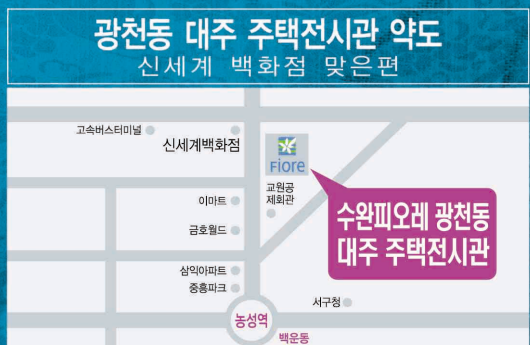 광천동 대주 주택전시관 약도
신세계 백화점 맞은편
고속버스터미널
신세계백화점
FiORE
교원공
제회관
이마트
금호월드
수완피오레 광천동
대주 주택전시관
삼익아파트
중흥파크
서구청
농성역
백운동